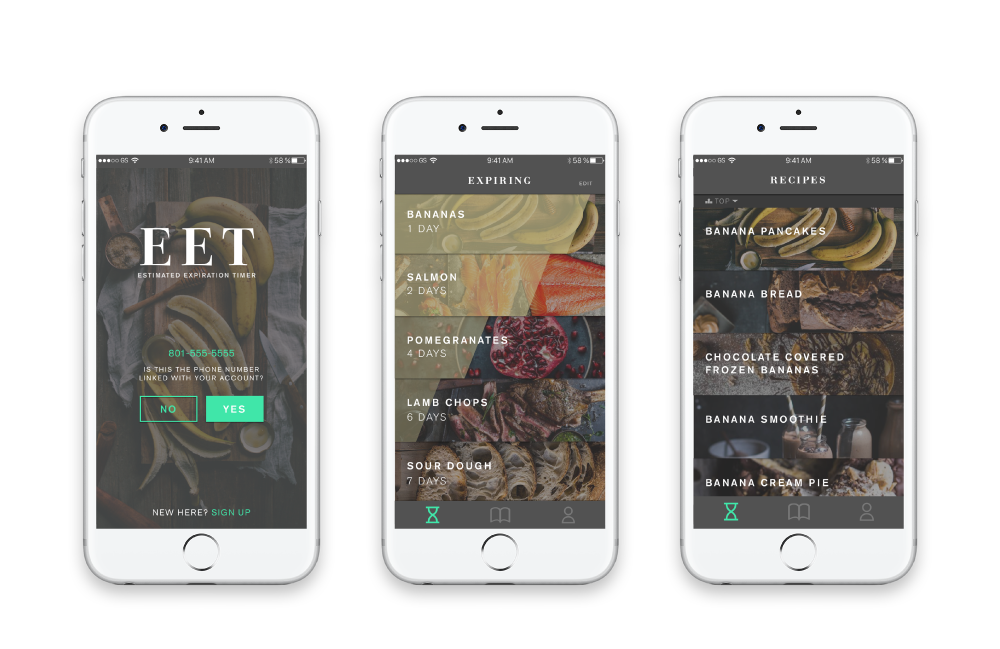 GS 9:41 AM 58 %
EET
ESTIMATED EXPIRATION TIMER
801-555-5555
IS THIS THE PHONE NUMBER
LINKED WITH YOUR ACCOUNT?
NO YES
NEW HERE? SIGN UP
GS 9:41 AM 58 %
EXPIRING
EDIT
BANANAS
1 DAY
SALMON
2 DAYS
POMEGRANATES
4 DAYS
LAMB CHOPS
6 DAYS
SOUR DOUGH
7 DAYS
GS 9:41 AM 58 %
RECIPES
TOP
BANANA PANCAKES
BANANA BREAD
CHOCOLATE COVERED
FROZEN BANANAS
BANANA SMOOTHIE
BANANA CREAM PIE